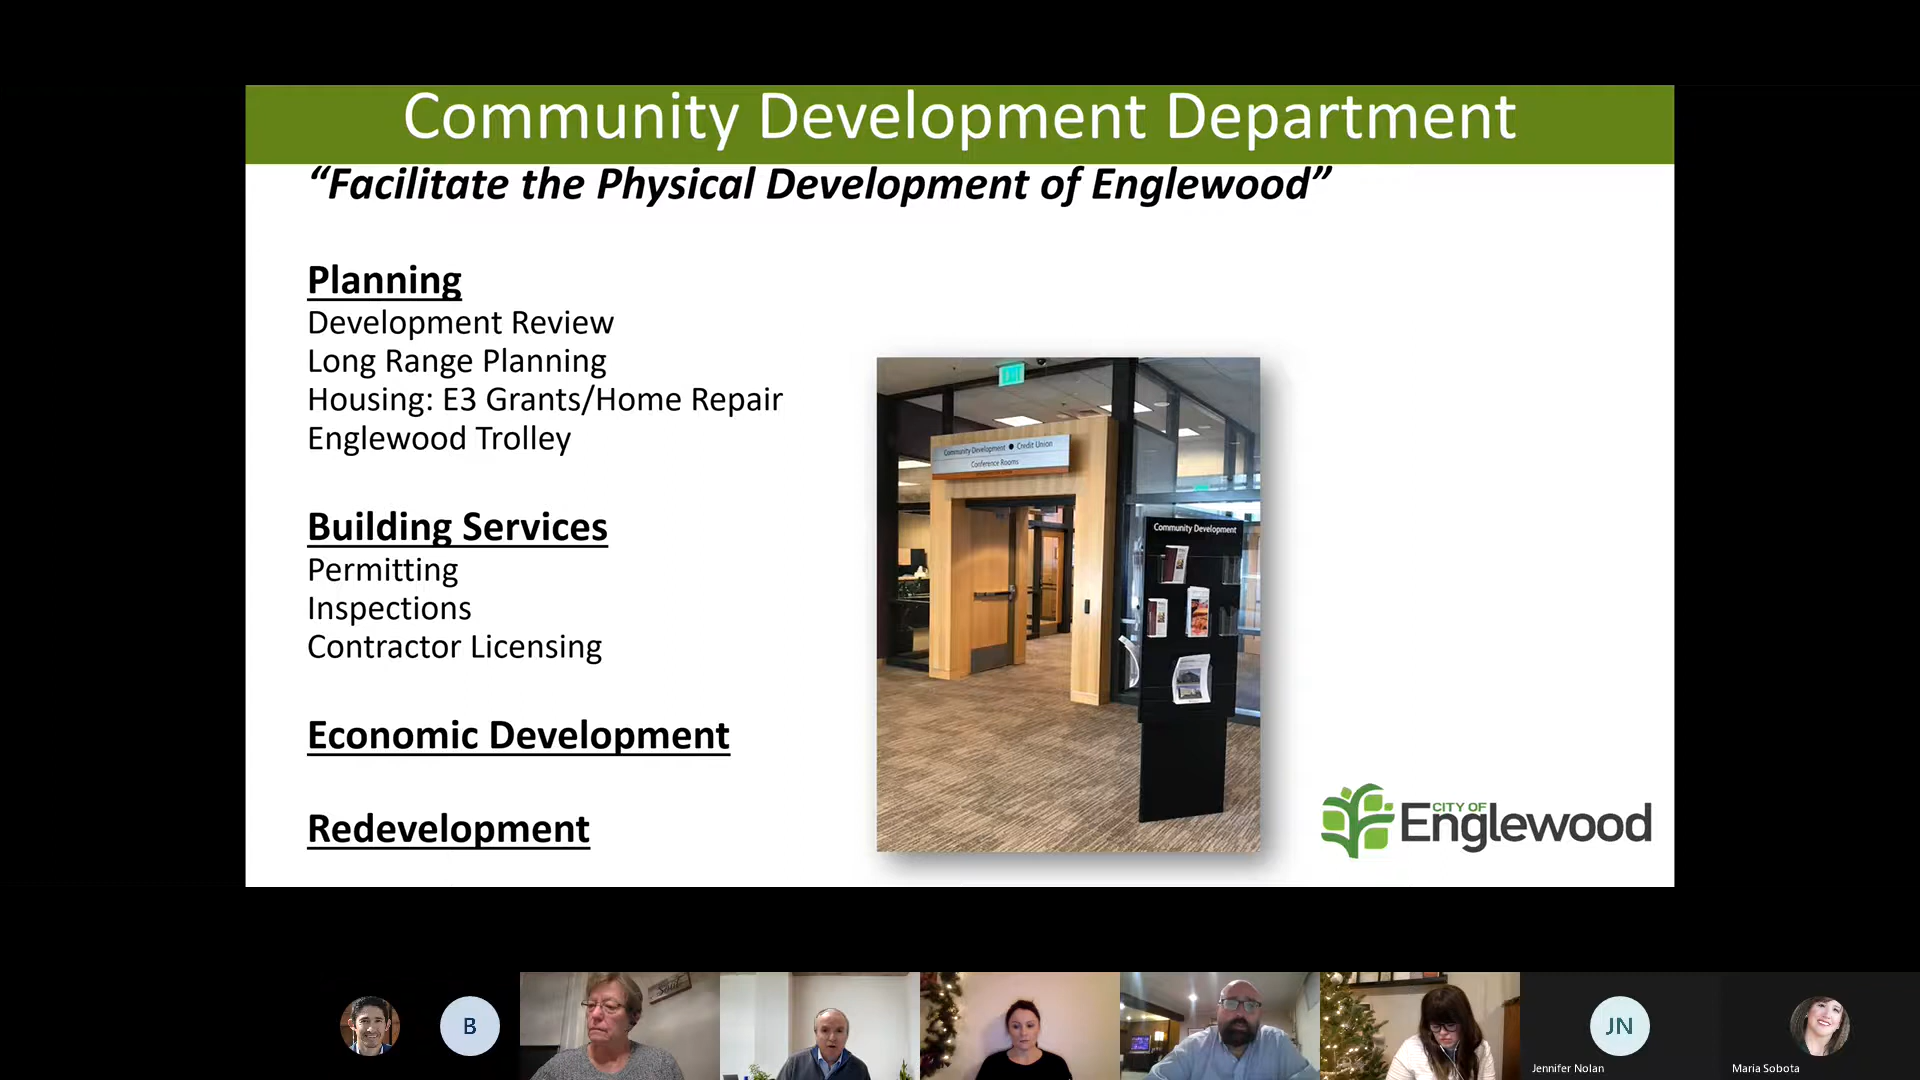 Community Development Department
“Facilitate the Physical Development of Englewood”
Planning
Development Review
Long Range Planning
Housing: E3 Grants/Home Repair
Englewood Trolley
Building Services
Permitting
Inspections
Contractor Licensing
Economic Development
Redevelopment
EXIT
Community Development ● Credit Union
Conference Rooms
Community Development
CITY OF
Englewood
B
Soul
JN
Jennifer Nolan
Maria Sobota